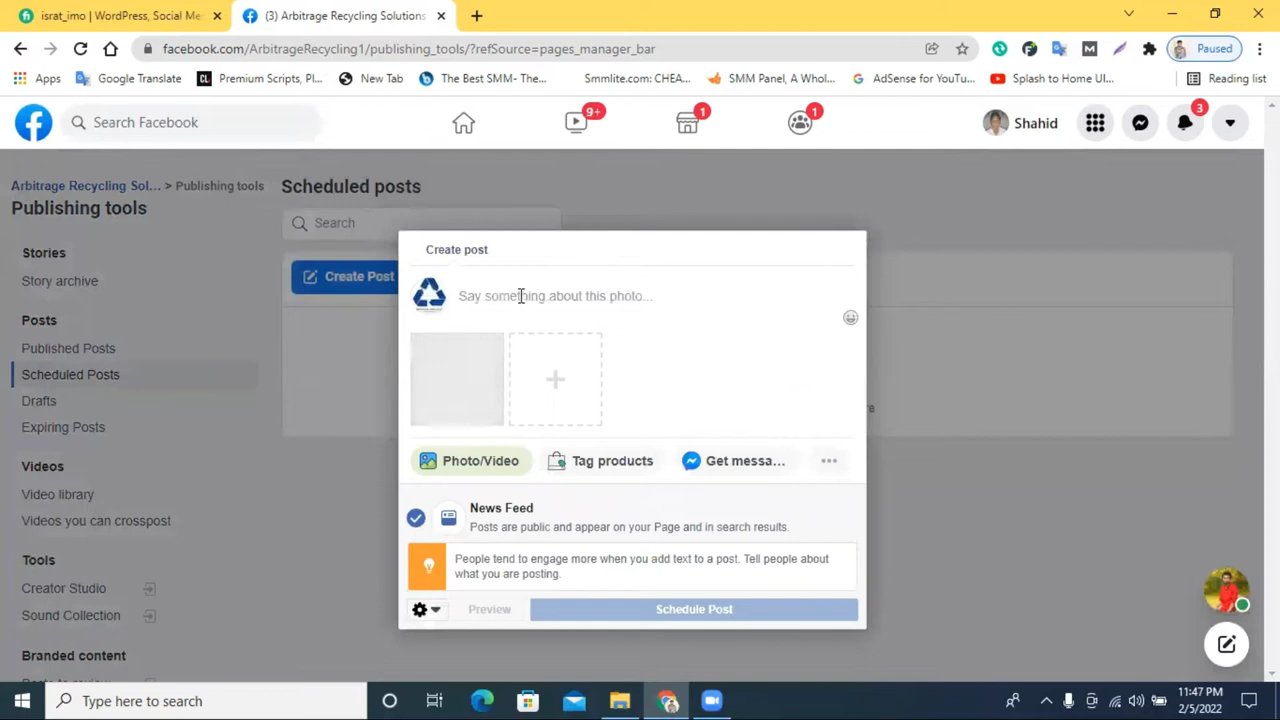 israt_imo | WordPress, Social Me
(3) Arbitrage Recycling Solutions
facebook.com/ArbitrageRecycling1/publishing_tools/?refSource=pages_manager_bar
Paused
Apps
Google Translate
Premium Scripts, Pl...
New Tab
The Best SMM- The...
Smmlite.com: CHEA...
SMM Panel, A Whol...
AdSense for YouTu...
Splash to Home UI...
Reading list
Search Facebook
9+
1
1
Shahid
3
Arbitrage Recycling Sol... > Publishing tools
Publishing tools
Stories
Story archive
Posts
Published Posts
Scheduled Posts
Drafts
Expiring Posts
Videos
Video library
Videos you can crosspost
Tools
Creator Studio
Sound Collection
Branded content
Scheduled posts
Search
Create Post
Create post
Say something about this photo...
Photo/Video
Tag products
Get messa...
News Feed
Posts are public and appear on your Page and in search results.
People tend to engage more when you add text to a post. Tell people about
what you are posting.
Preview
Schedule Post
Type here to search
11:47 PM
2/5/2022